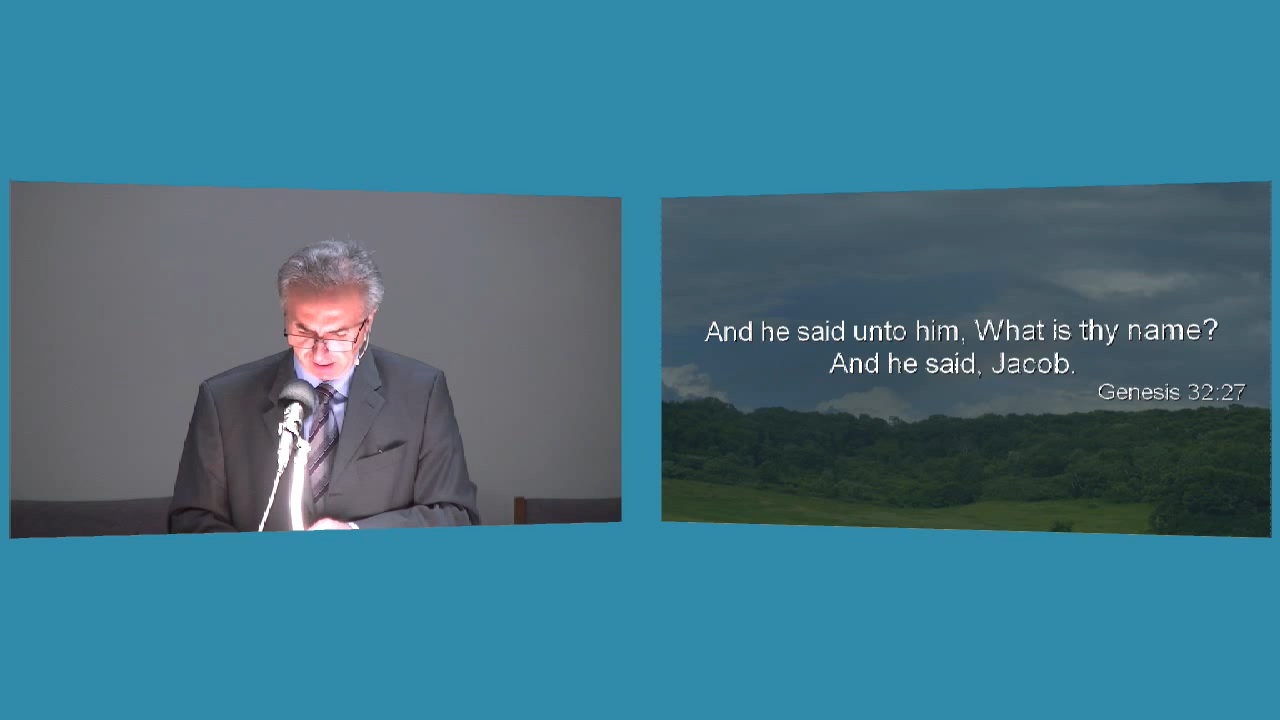 And he said unto him, What is thy name?
And he said, Jacob.
Genesis 32:27